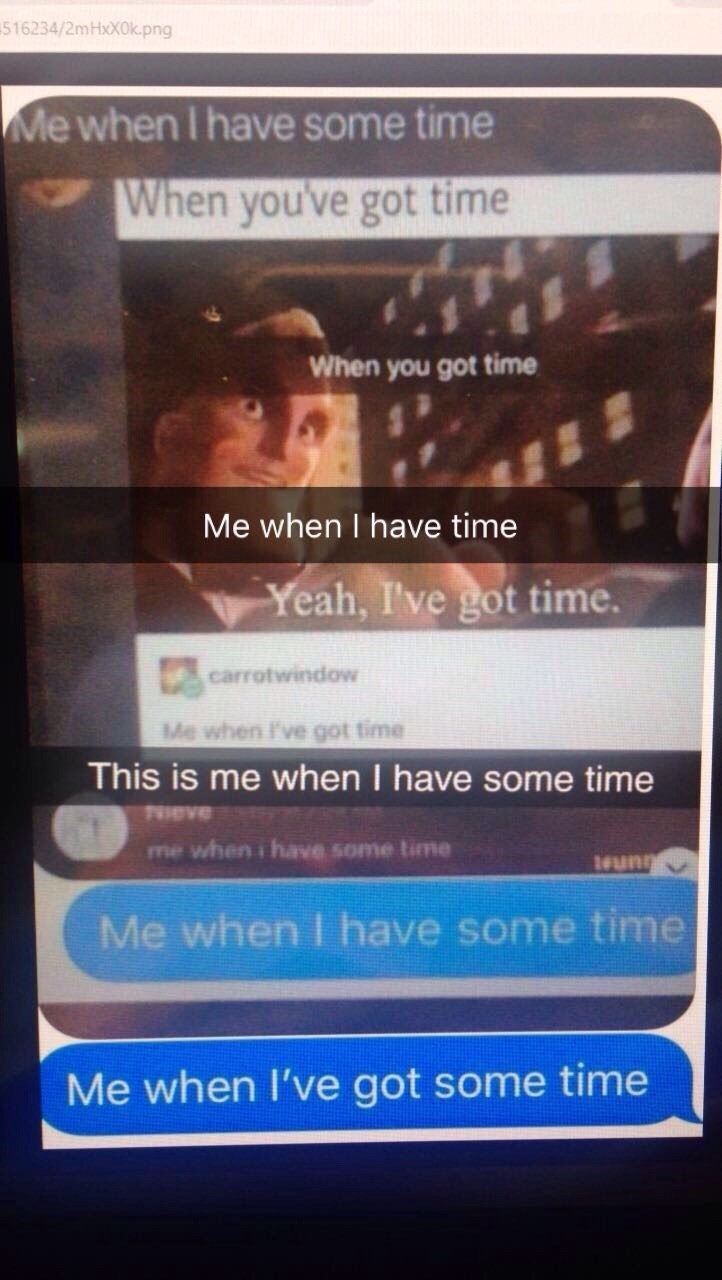 516234/2mHxX0k.png
Me when I have some time
When you've got time
When you got time
Me when I have time
Yeah, I've got time.
carrotwindow
Me when I've got time
This is me when I have some time
Nieve
me when i have some time
Me when I have some time
Me when I've got some time